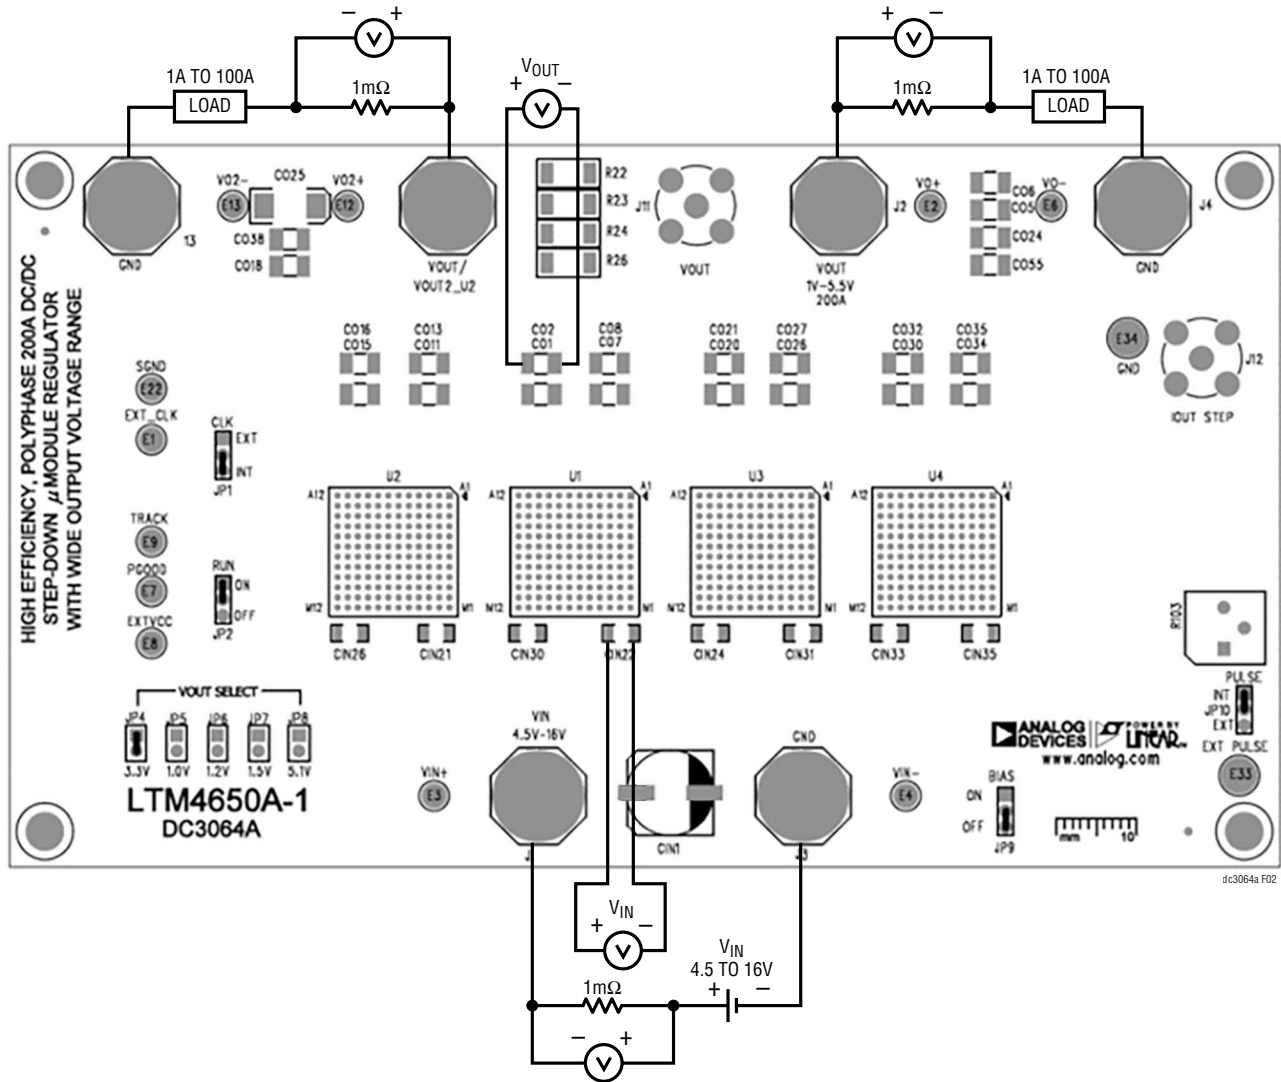 − +
1A TO 100A
LOAD
1mΩ
VOUT
+ −
+ −
1mΩ
1A TO 100A
LOAD
R22
R23
R24
R26
VO2-
E13
CO25
VO2+
E12
CO38
CO18
J3
GND
VOUT/
VOUT2_U2
J11
VOUT
J2
VO+
E2
VOUT
1V-5.5V
200A
CO6
CO5
CO24
CO55
VO-
E6
J4
GND
HIGH EFFICIENCY, POLYPHASE 200A DC/DC
STEP-DOWN µMODULE REGULATOR
WITH WIDE OUTPUT VOLTAGE RANGE
CO16
CO15
CO13
CO11
CO2
CO1
CO8
CO7
CO21
CO20
CO27
CO26
CO32
CO30
CO35
CO34
E34
GND
J12
IOUT STEP
SGND
E22
EXT_CLK
E1
CLK
EXT
INT
JP1
TRACK
E9
PGOOD
E7
EXTVCC
E8
RUN
ON
OFF
JP2
U2
A12 A1
M12 M1
U1
A12 A1
M12 M1
U3
A12 A1
M12 M1
U4
A12 A1
M12 M1
CIN26
CIN21
CIN30
CIN22
CIN24
CIN31
CIN33
CIN35
R103
PULSE
INT
JP10
EXT
EXT PULSE
E33
VOUT SELECT
JP4 JP5 JP6 JP7 JP8
3.3V 1.0V 1.2V 1.5V 5.1V
LTM4650A-1
DC3064A
VIN+
E3
VIN
4.5V-16V
CIN1
GND
J3
VIN-
E4
ANALOG
DEVICES
POWER BY
LINEAR™
www.analog.com
BIAS
ON
OFF
JP9
mm 10
dc3064a F02
VIN
+ −
VIN
4.5 TO 16V
+ −
1mΩ
− +